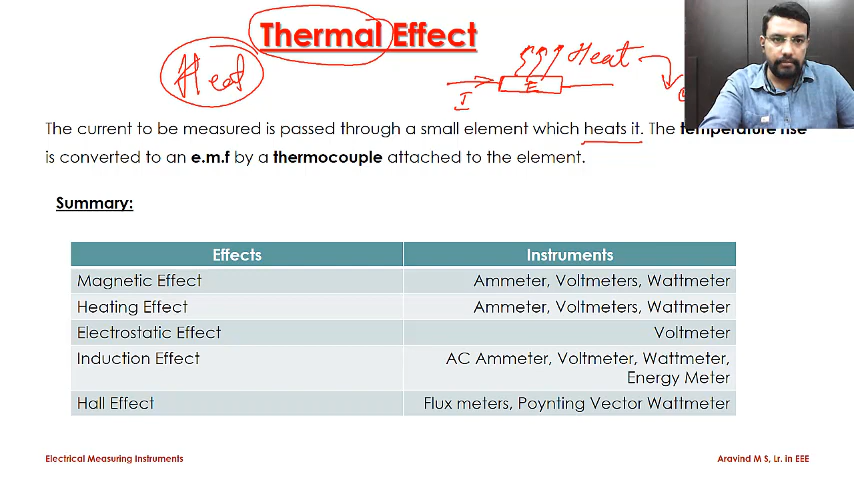 Thermal Effect
Heat
Heat
I
E
The current to be measured is passed through a small element which heats it. The temperature rise
is converted to an e.m.f by a thermocouple attached to the element.
Summary:
Effects Instruments
Magnetic Effect Ammeter, Voltmeters, Wattmeter
Heating Effect Ammeter, Voltmeters, Wattmeter
Electrostatic Effect Voltmeter
Induction Effect AC Ammeter, Voltmeter, Wattmeter,
Energy Meter
Hall Effect Flux meters, Poynting Vector Wattmeter
Electrical Measuring Instruments Aravind M S, Lr. in EEE